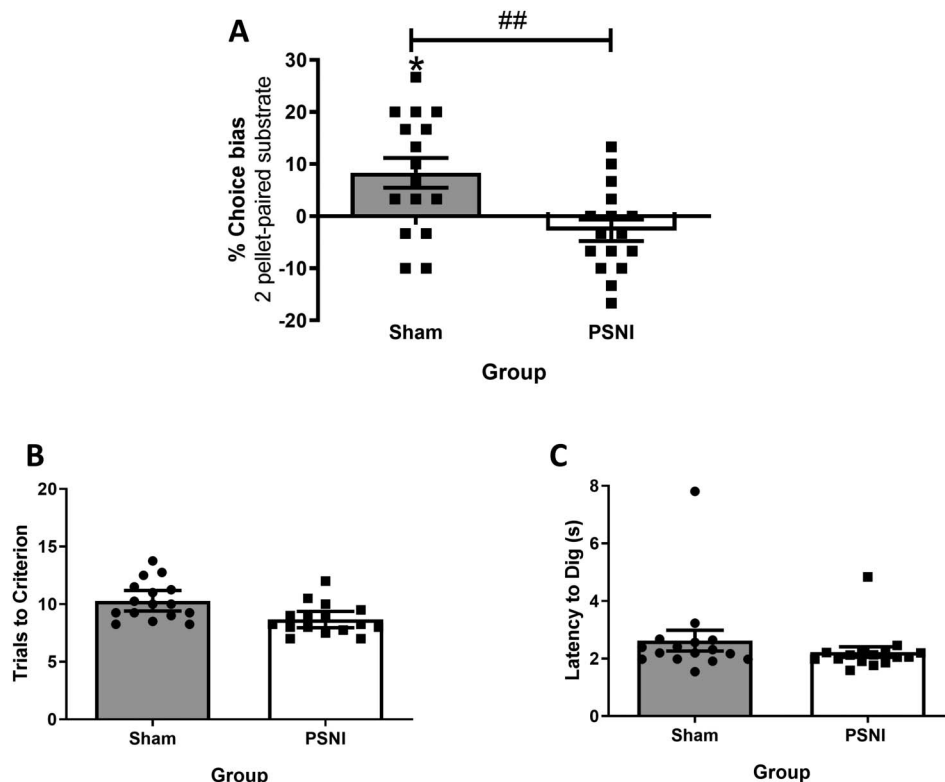 A
##
*
% Choice bias
2 pellet-paired substrate
30
20
10
0
-10
-20
Sham
PSNI
Group
B
Trials to Criterion
20
15
10
5
0
Sham
PSNI
Group
C
Latency to Dig (s)
8
6
4
2
0
Sham
PSNI
Group